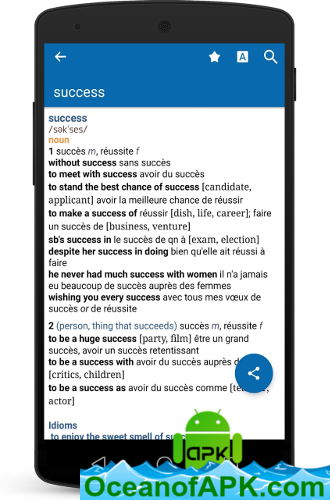 A
success
success
/səkˈses/
noun
1 succès m, réussite f
without success sans succès
to meet with success avoir du succès
to stand the best chance of success [candidate,
applicant] avoir la meilleure chance de réussir
to make a success of réussir [dish, life, career]; faire
un succès de [business, venture]
sb's success in le succès de qn à [exam, election]
despite her success in doing bien qu'elle ait réussi à
faire
he never had much success with women il n'a jamais
eu beaucoup de succès auprès des femmes
wishing you every success avec tous mes vœux de
succès or de réussite
2 (person, thing that succeeds) succès m, réussite f
to be a huge success [party, film] être un grand
succès, avoir un succès retentissant
to be a success with avoir du succès auprès
[critics, children]
to be a success as avoir du succès comme
actor]
Idioms
to enjoy the sweet smell of
apk
OceanofAPK.com